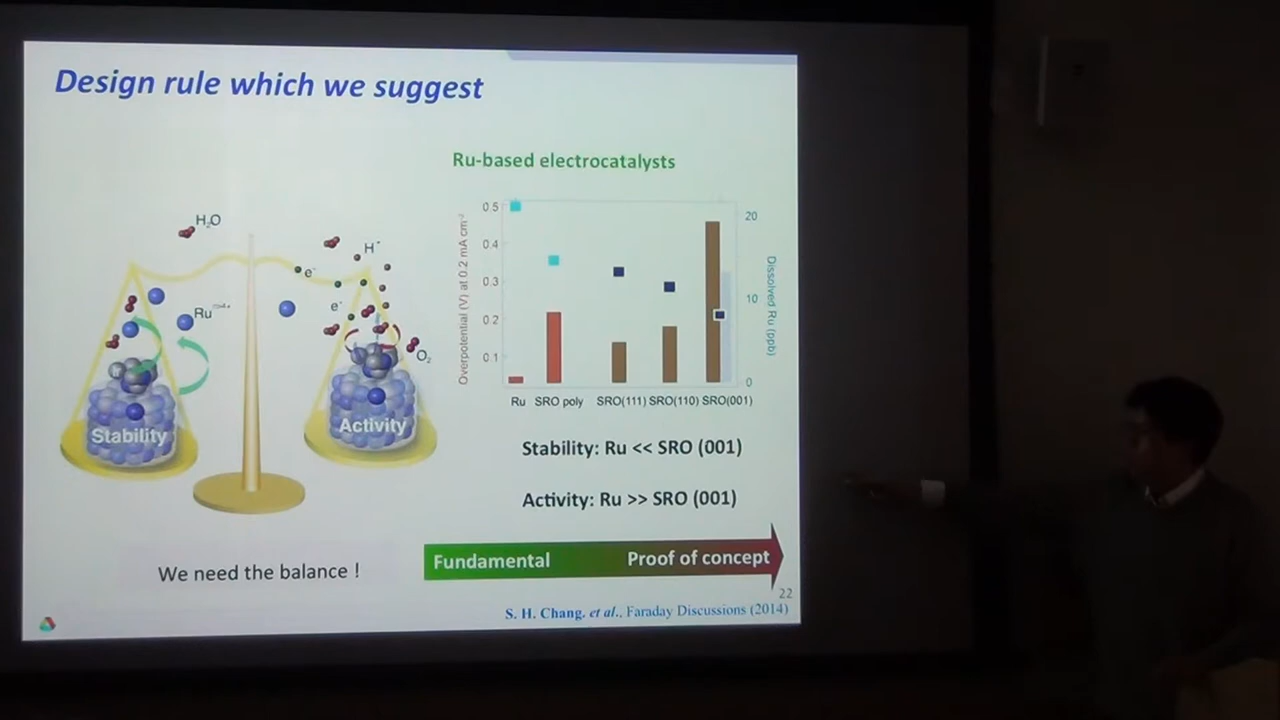 Design rule which we suggest
Ru-based electrocatalysts
H₂O
H⁺
e⁻
Ru
e⁻
O₂
Stability
Activity
We need the balance !
Overpotential (V) at 0.2 mA cm⁻²
0.5
0.4
0.3
0.2
0.1
20
10
0
Dissolved Ru (ppb)
Ru SRO poly SRO(111) SRO(110) SRO(001)
Stability: Ru << SRO (001)
Activity: Ru >> SRO (001)
Fundamental Proof of concept
22
S. H. Chang. et al., Faraday Discussions (2014)